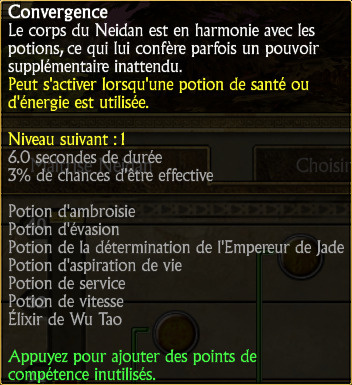 Convergence
Le corps du Neidan est en harmonie avec les
potions, ce qui lui confère parfois un pouvoir
supplémentaire inattendu.
Peut s'activer lorsqu'une potion de santé ou
d'énergie est utilisée.
Niveau suivant : 1
6.0 secondes de durée
Maîtrise Neidan
Choisir
3% de chances d'être effective
Potion d'ambroisie
Potion d'évasion
Potion de la détermination de l'Empereur de Jade
Potion d'aspiration de vie
Potion de service
Potion de vitesse
Élixir de Wu Tao
Appuyez pour ajouter des points de
compétence inutilisés.